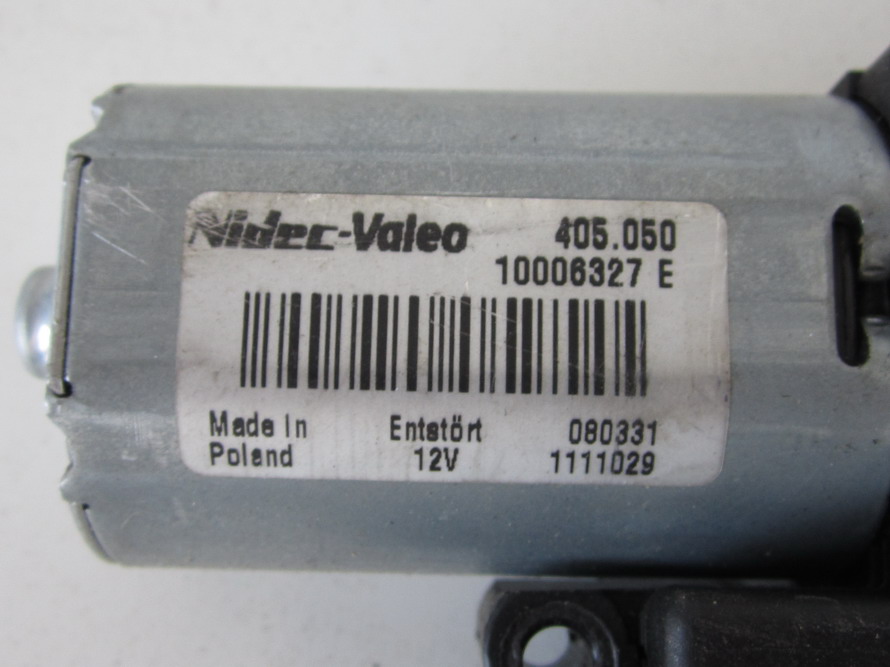 Nidec-Valeo 405.050
10006327 E
Made in Entstört 080331
Poland 12V 1111029